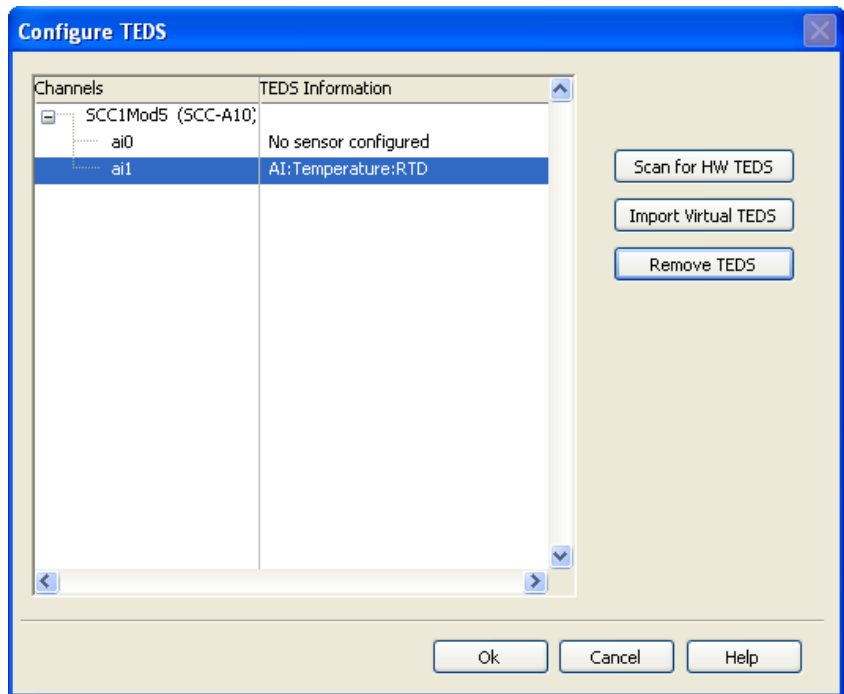 Configure TEDS
Channels TEDS Information
SCC1Mod5 (SCC-A10)
ai0 No sensor configured
ai1 AI:Temperature:RTD
Scan for HW TEDS
Import Virtual TEDS
Remove TEDS
Ok Cancel Help